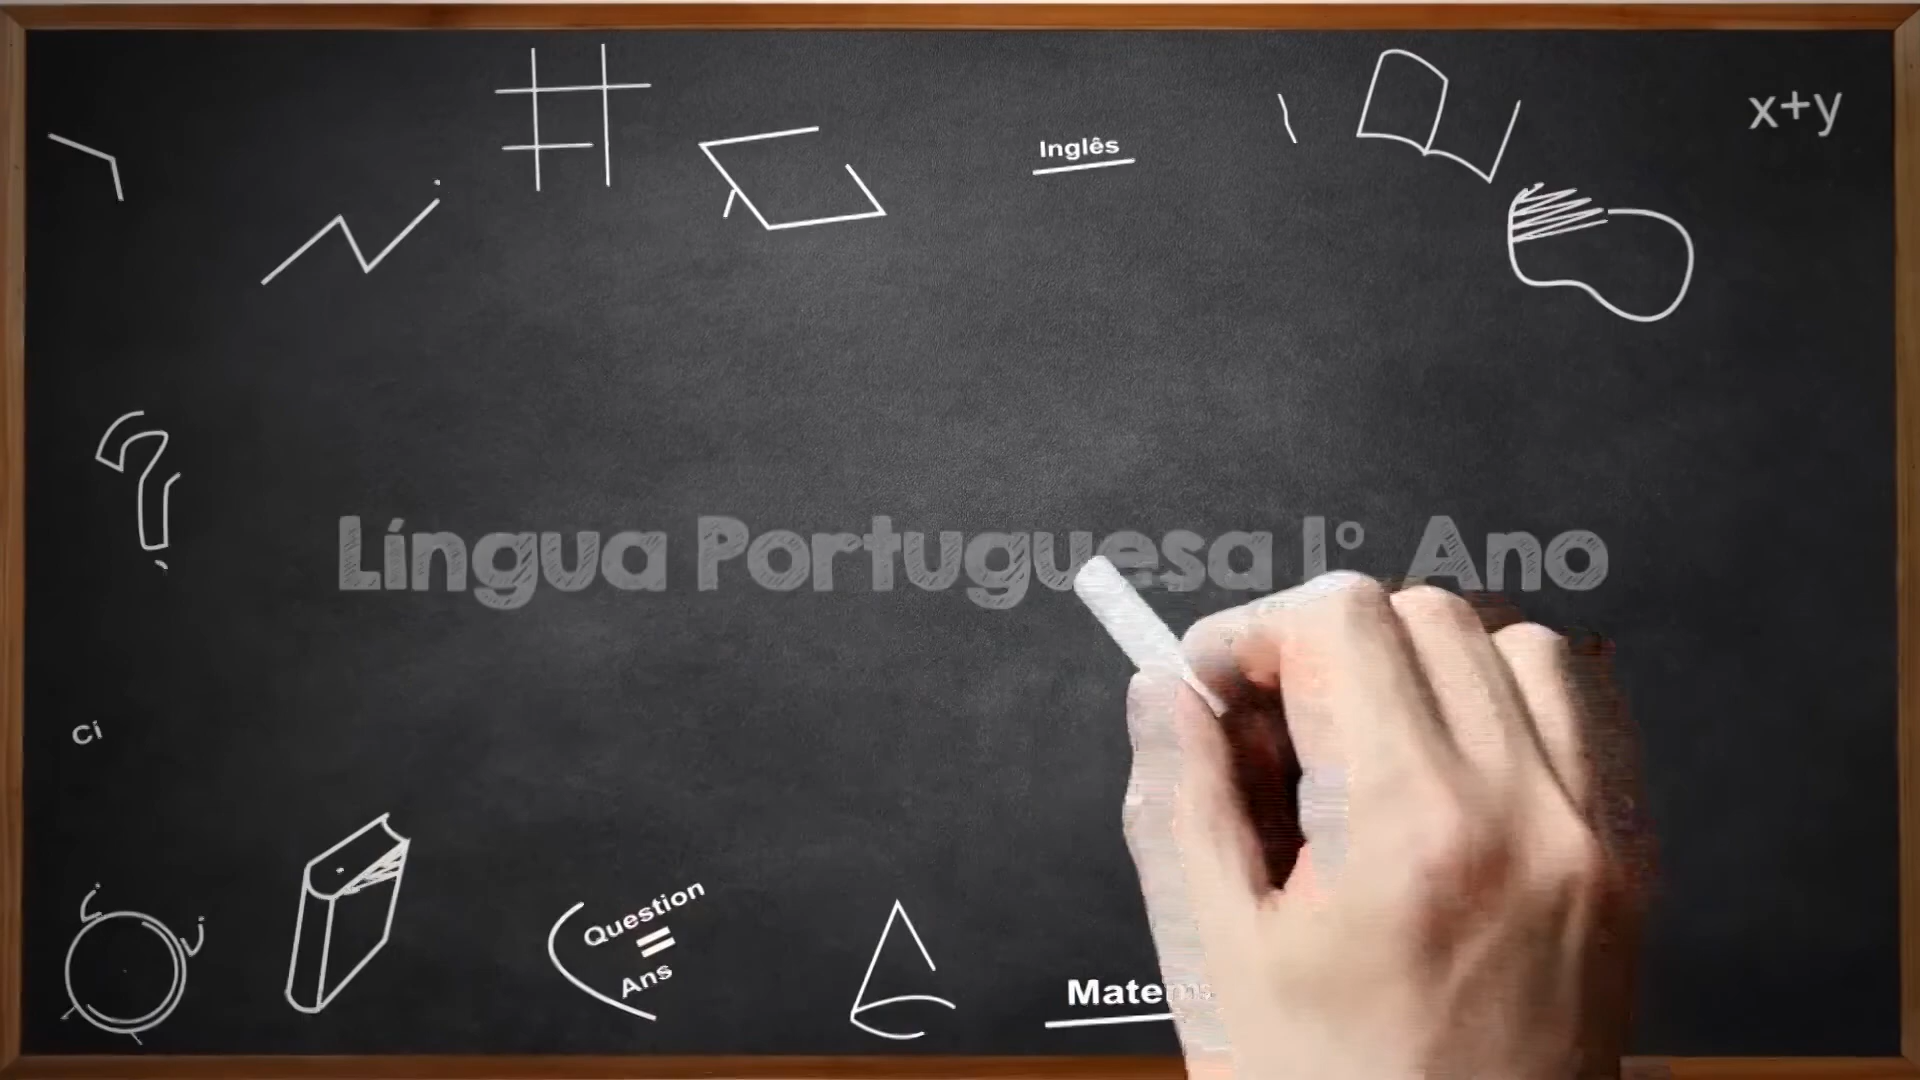 Inglês
x+y
Língua Portuguesa 1º Ano
Ci
Question
=
Ans